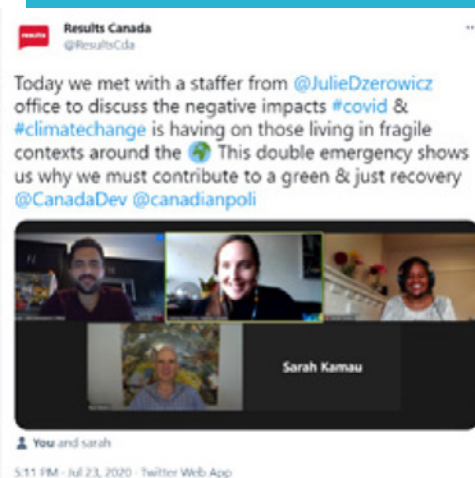 results
Results Canada
@ResultsCda
Today we met with a staffer from @JulieDzerowicz
office to discuss the negative impacts #covid &
#climatechange is having on those living in fragile
contexts around the 🌍 This double emergency shows
us why we must contribute to a green & just recovery
@CanadaDev @canadianpoli
Sarah Kamau
You and sarah
5:11 PM · Jul 23, 2020 · Twitter Web App